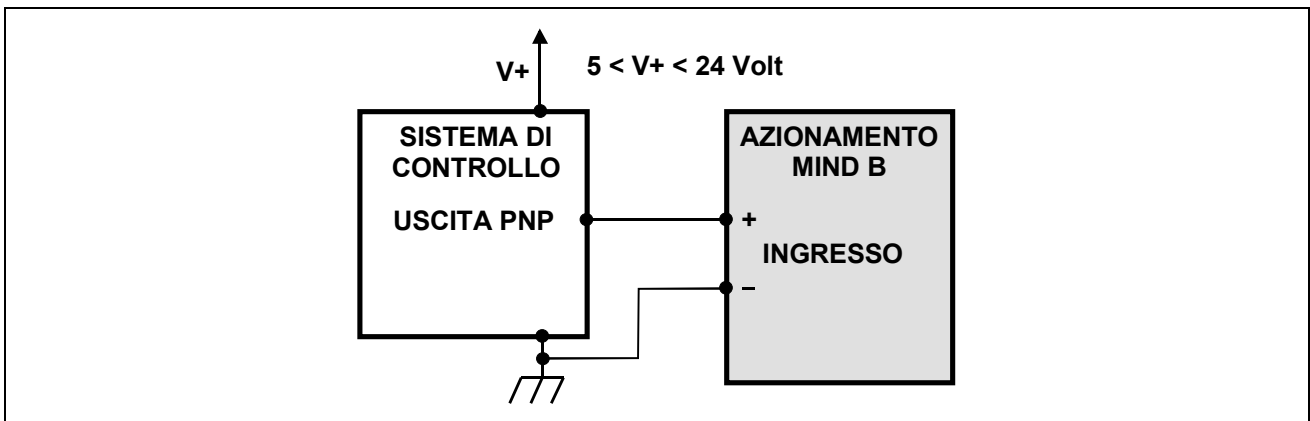 V+
5 < V+ < 24 Volt
SISTEMA DI
CONTROLLO
USCITA PNP
AZIONAMENTO
MIND B
+
INGRESSO
–